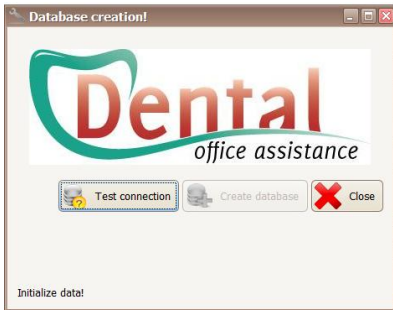 Database creation!
Dental
office assistance
Test connection Create database Close
Initialize data!